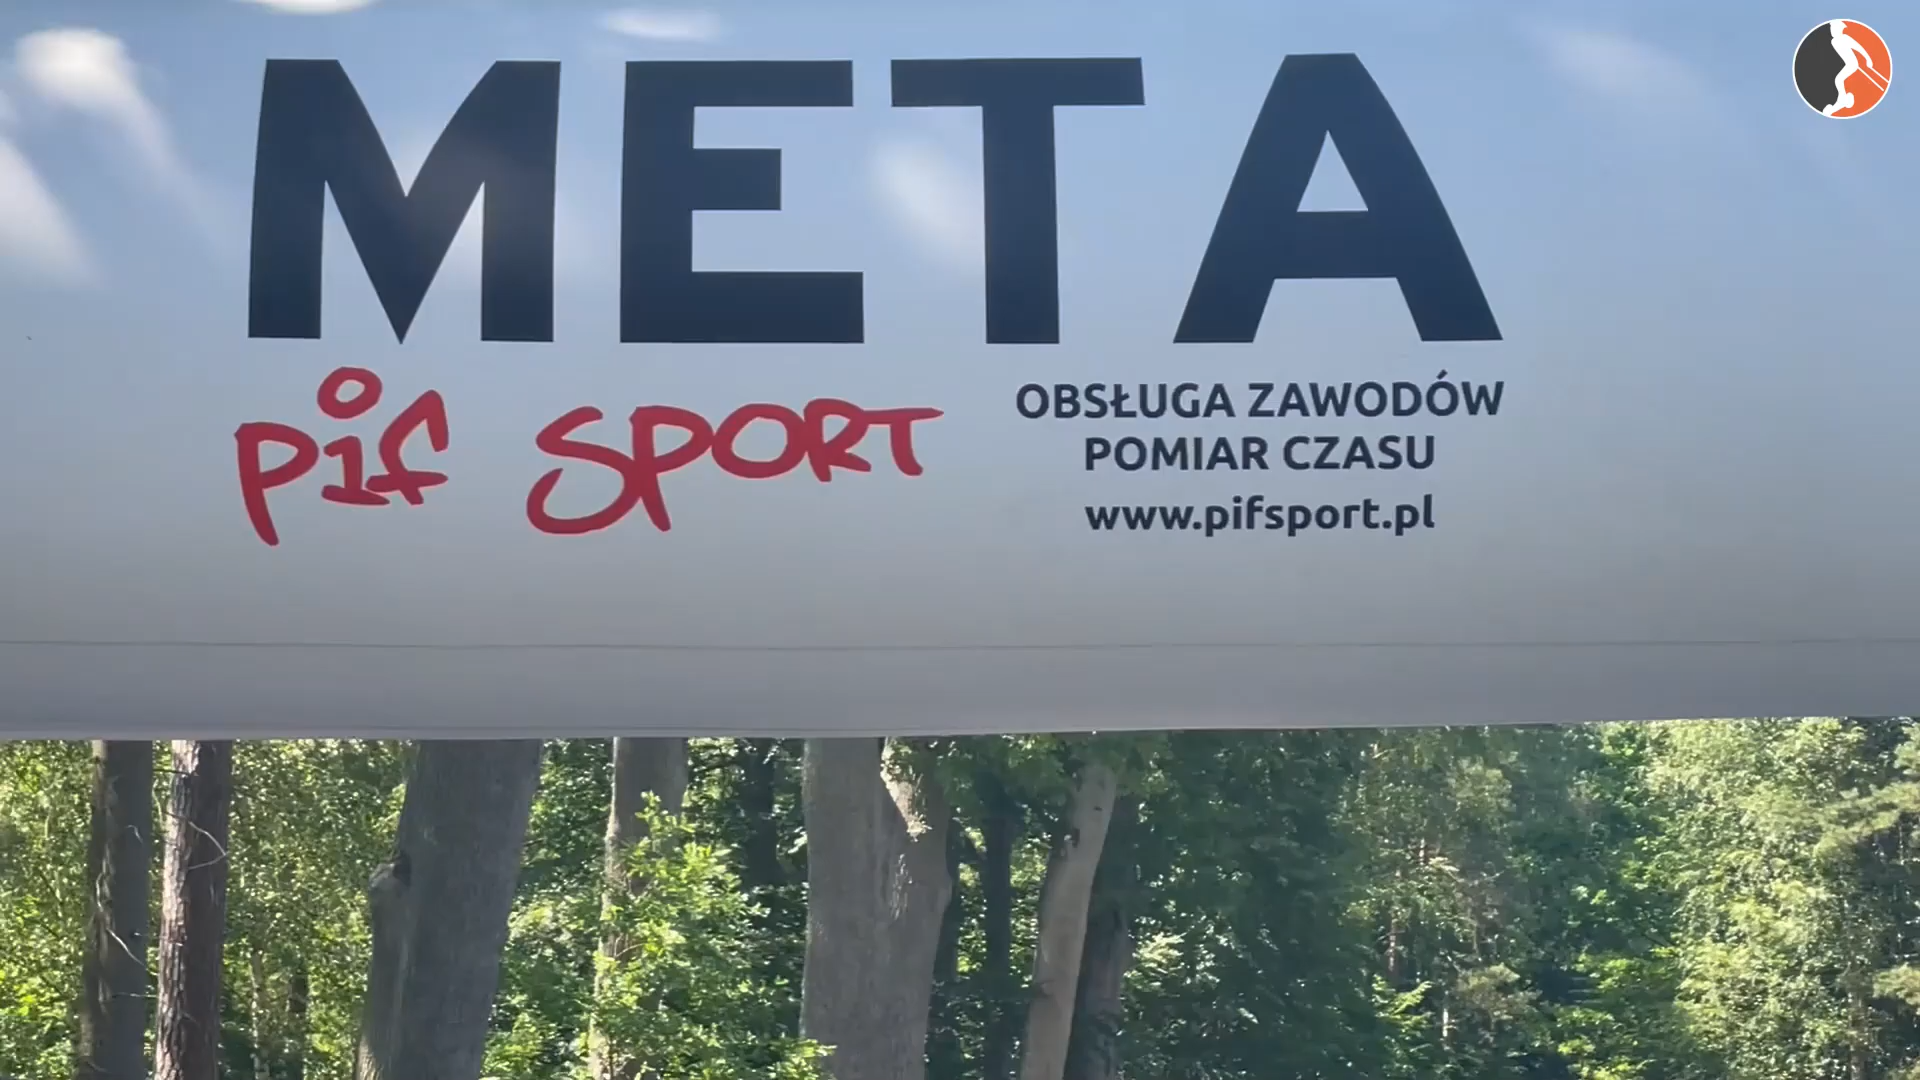 META
pif SPORT
OBSŁUGA ZAWODÓW
POMIAR CZASU
www.pifsport.pl